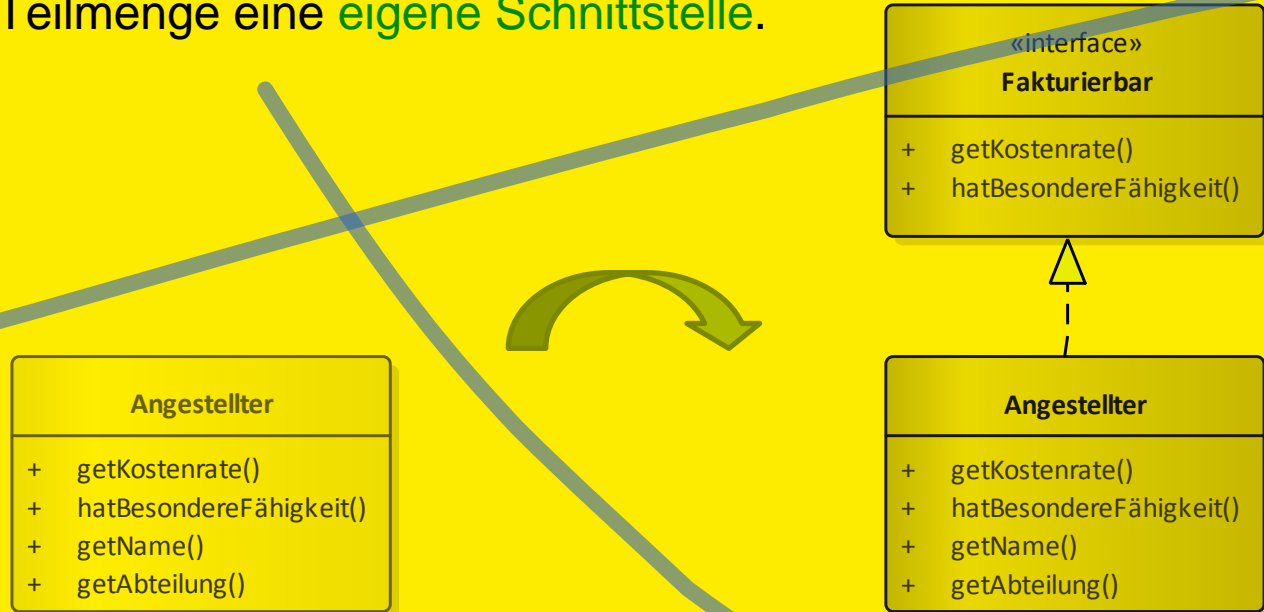 Teilmenge eine eigene Schnittstelle.
«interface»
Fakturierbar
+ getKostenrate()
+ hatBesondereFähigkeit()
Angestellter
+ getKostenrate()
+ hatBesondereFähigkeit()
+ getName()
+ getAbteilung()
Angestellter
+ getKostenrate()
+ hatBesondereFähigkeit()
+ getName()
+ getAbteilung()